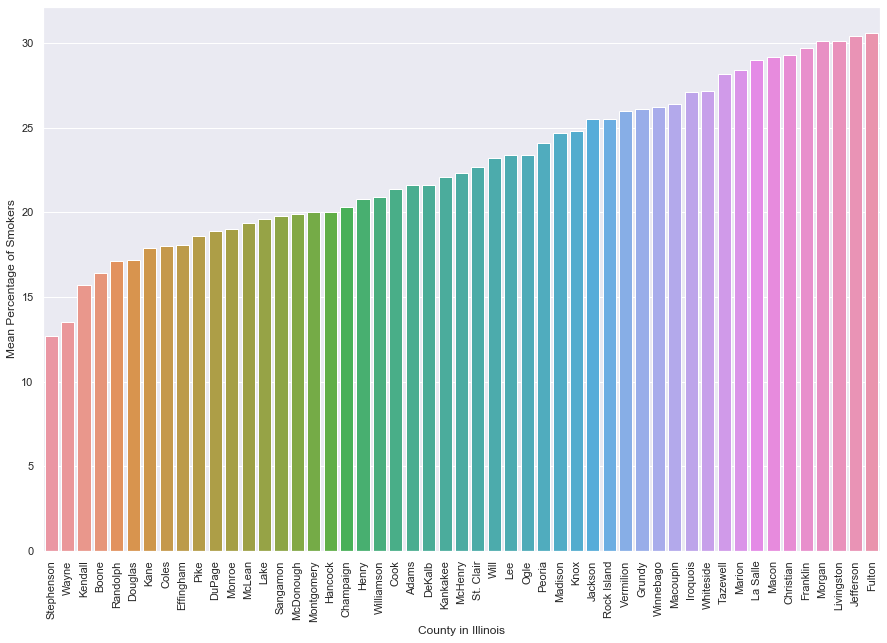 Mean Percentage of Smokers
30
25
20
15
10
5
0
Stephenson
Wayne
Kendall
Boone
Randolph
Douglas
Kane
Coles
Effingham
Pike
DuPage
Monroe
McLean
Lake
Sangamon
McDonough
Montgomery
Hancock
Champaign
Henry
Williamson
Cook
Adams
DeKalb
Kankakee
McHenry
St. Clair
Will
Lee
Ogle
Peoria
Madison
Knox
Jackson
Rock Island
Vermilion
Grundy
Winnebago
Macoupin
Iroquois
Whiteside
Tazewell
Marion
La Salle
Macon
Christian
Franklin
Morgan
Livingston
Jefferson
Fulton
County in Illinois